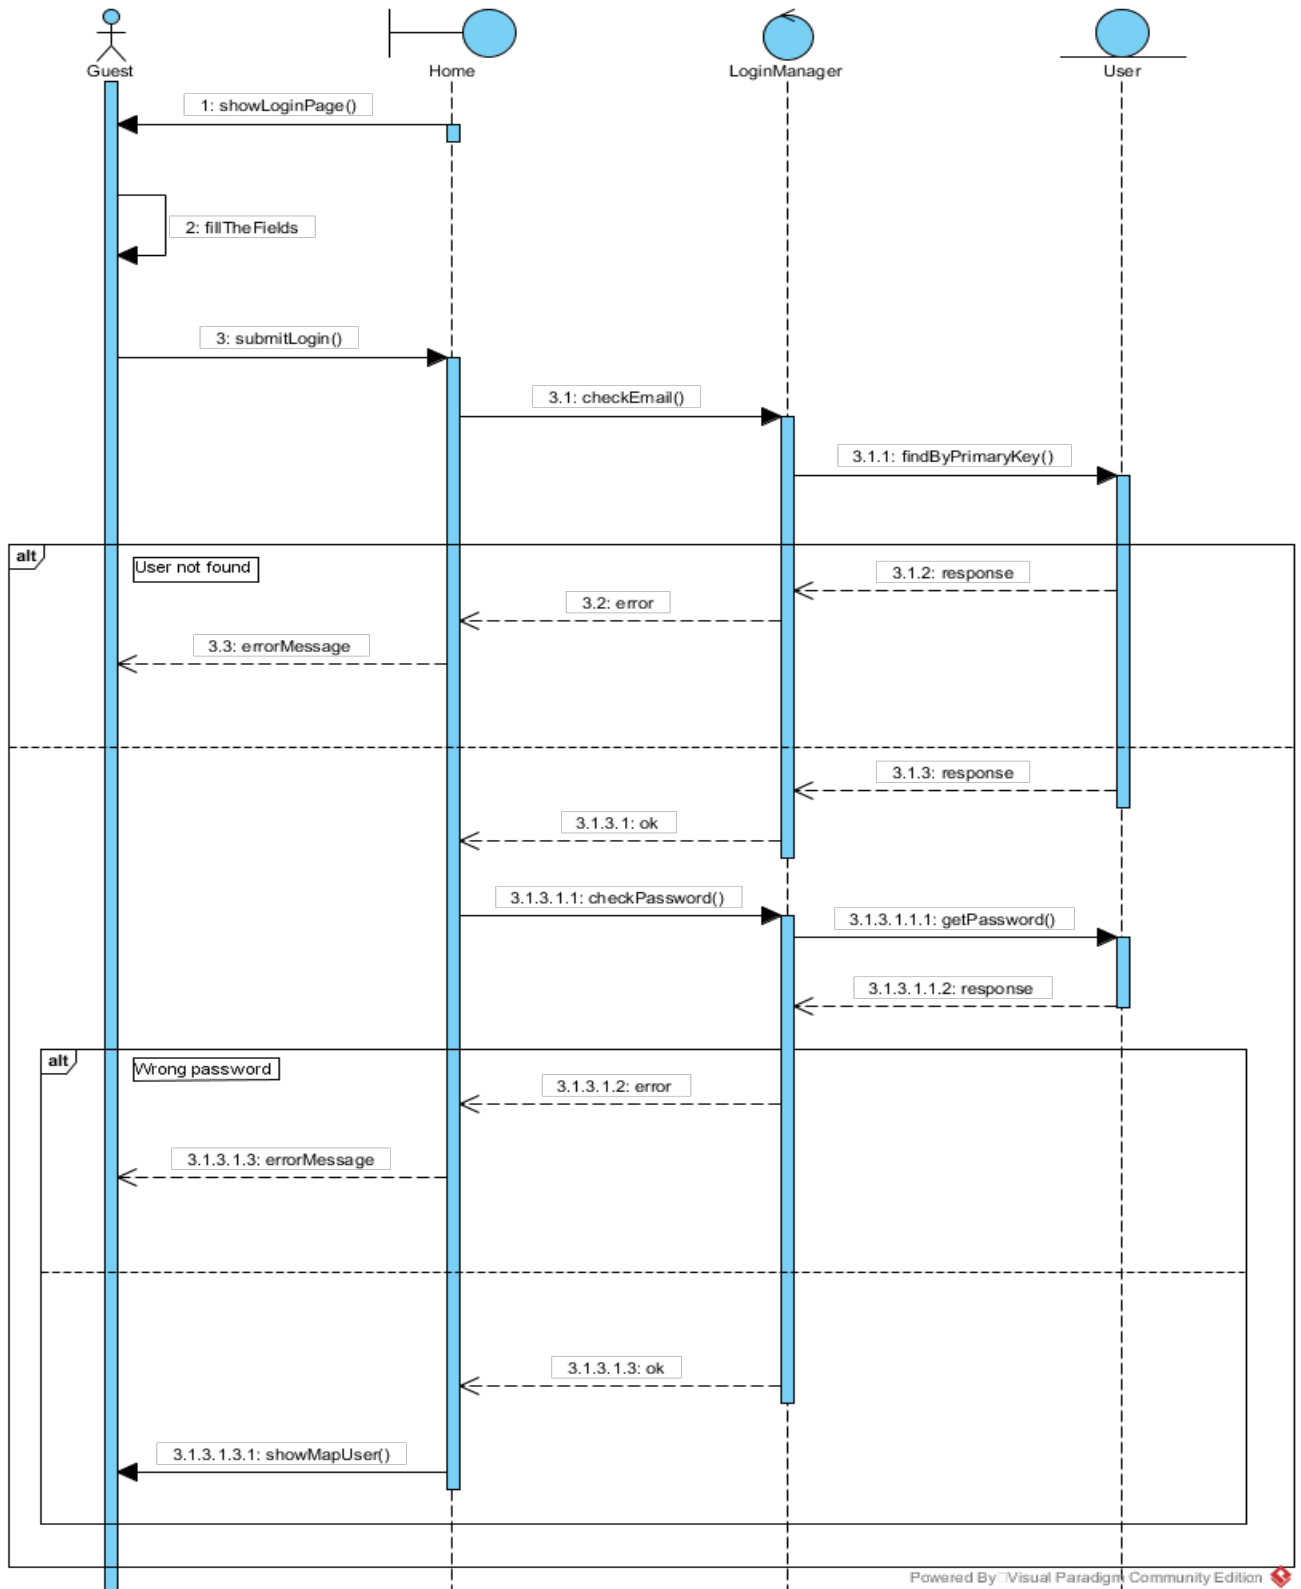 Guest
Home
LoginManager
User
1: showLoginPage()
2: fillTheFields
3: submitLogin()
3.1: checkEmail()
3.1.1: findByPrimaryKey()
alt
User not found
3.1.2: response
3.2: error
3.3: errorMessage
3.1.3: response
3.1.3.1: ok
3.1.3.1.1: checkPassword()
3.1.3.1.1.1: getPassword()
3.1.3.1.1.2: response
alt
Wrong password
3.1.3.1.2: error
3.1.3.1.3: errorMessage
3.1.3.1.3: ok
3.1.3.1.3.1: showMapUser()
Powered By Visual Paradigm Community Edition